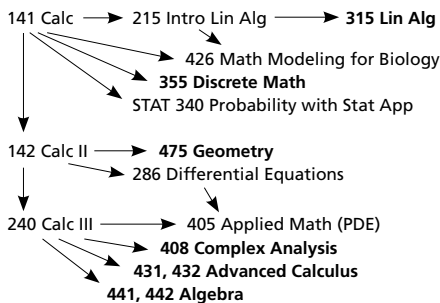 141 Calc 215 Intro Lin Alg 315 Lin Alg
426 Math Modeling for Biology
355 Discrete Math
STAT 340 Probability with Stat App
142 Calc II 475 Geometry
286 Differential Equations
240 Calc III 405 Applied Math (PDE)
408 Complex Analysis
431, 432 Advanced Calculus
441, 442 Algebra